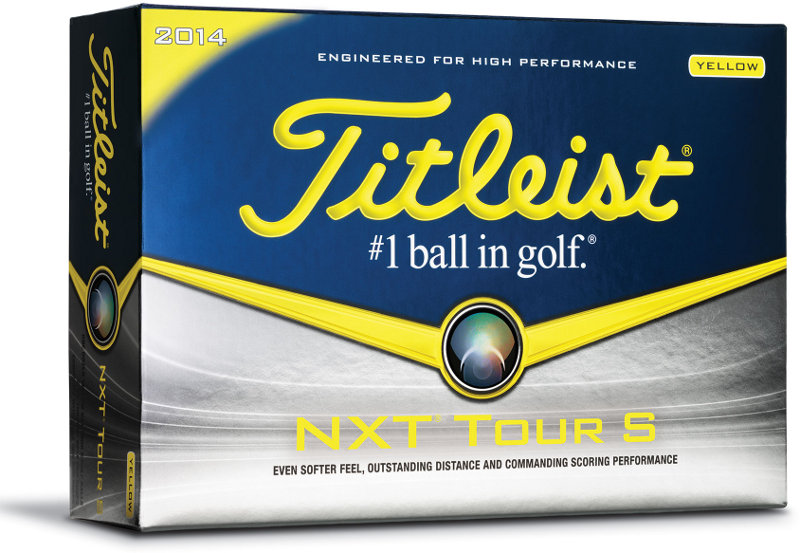 2014
ENGINEERED FOR HIGH PERFORMANCE
YELLOW
Titleist®
#1 ball in golf.®
NXT® TOUR S
EVEN SOFTER FEEL, OUTSTANDING DISTANCE AND COMMANDING SCORING PERFORMANCE
Titleist
#1 ball in golf.
NXT TOUR S
YELLOW